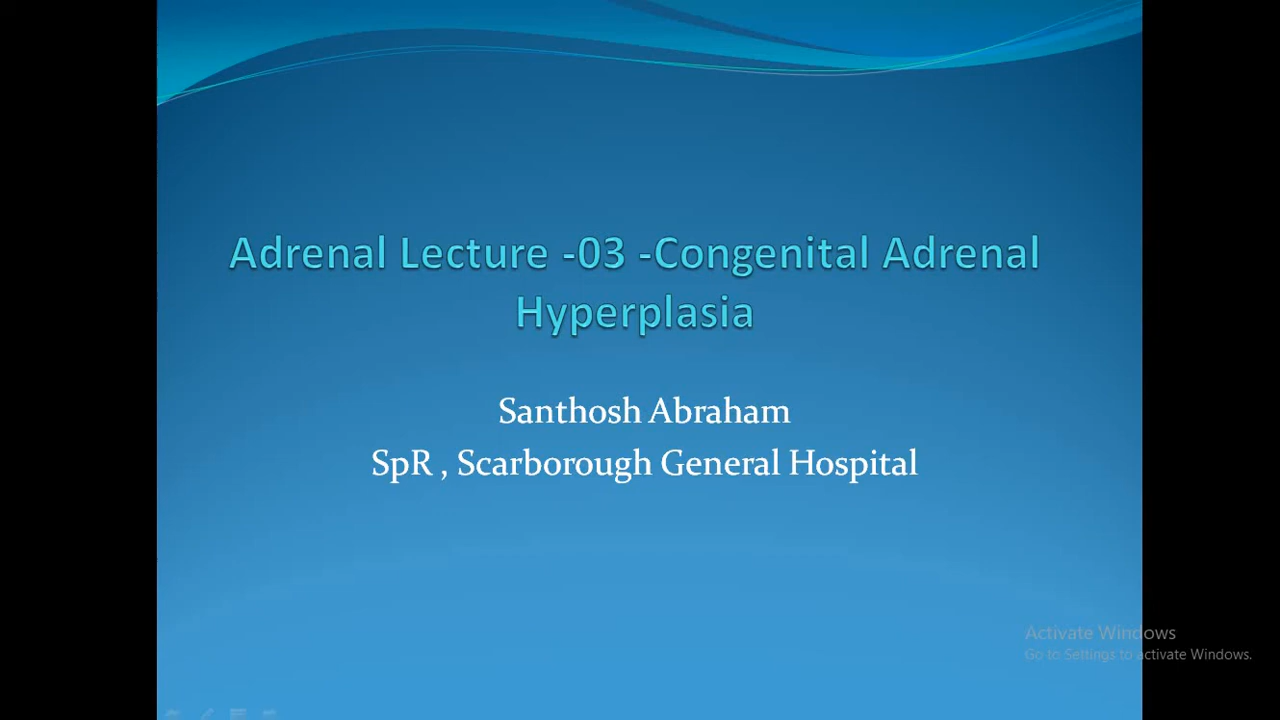 Adrenal Lecture -03 -Congenital Adrenal
Hyperplasia
Santhosh Abraham
SpR , Scarborough General Hospital
Activate Windows
Go to Settings to activate Windows.